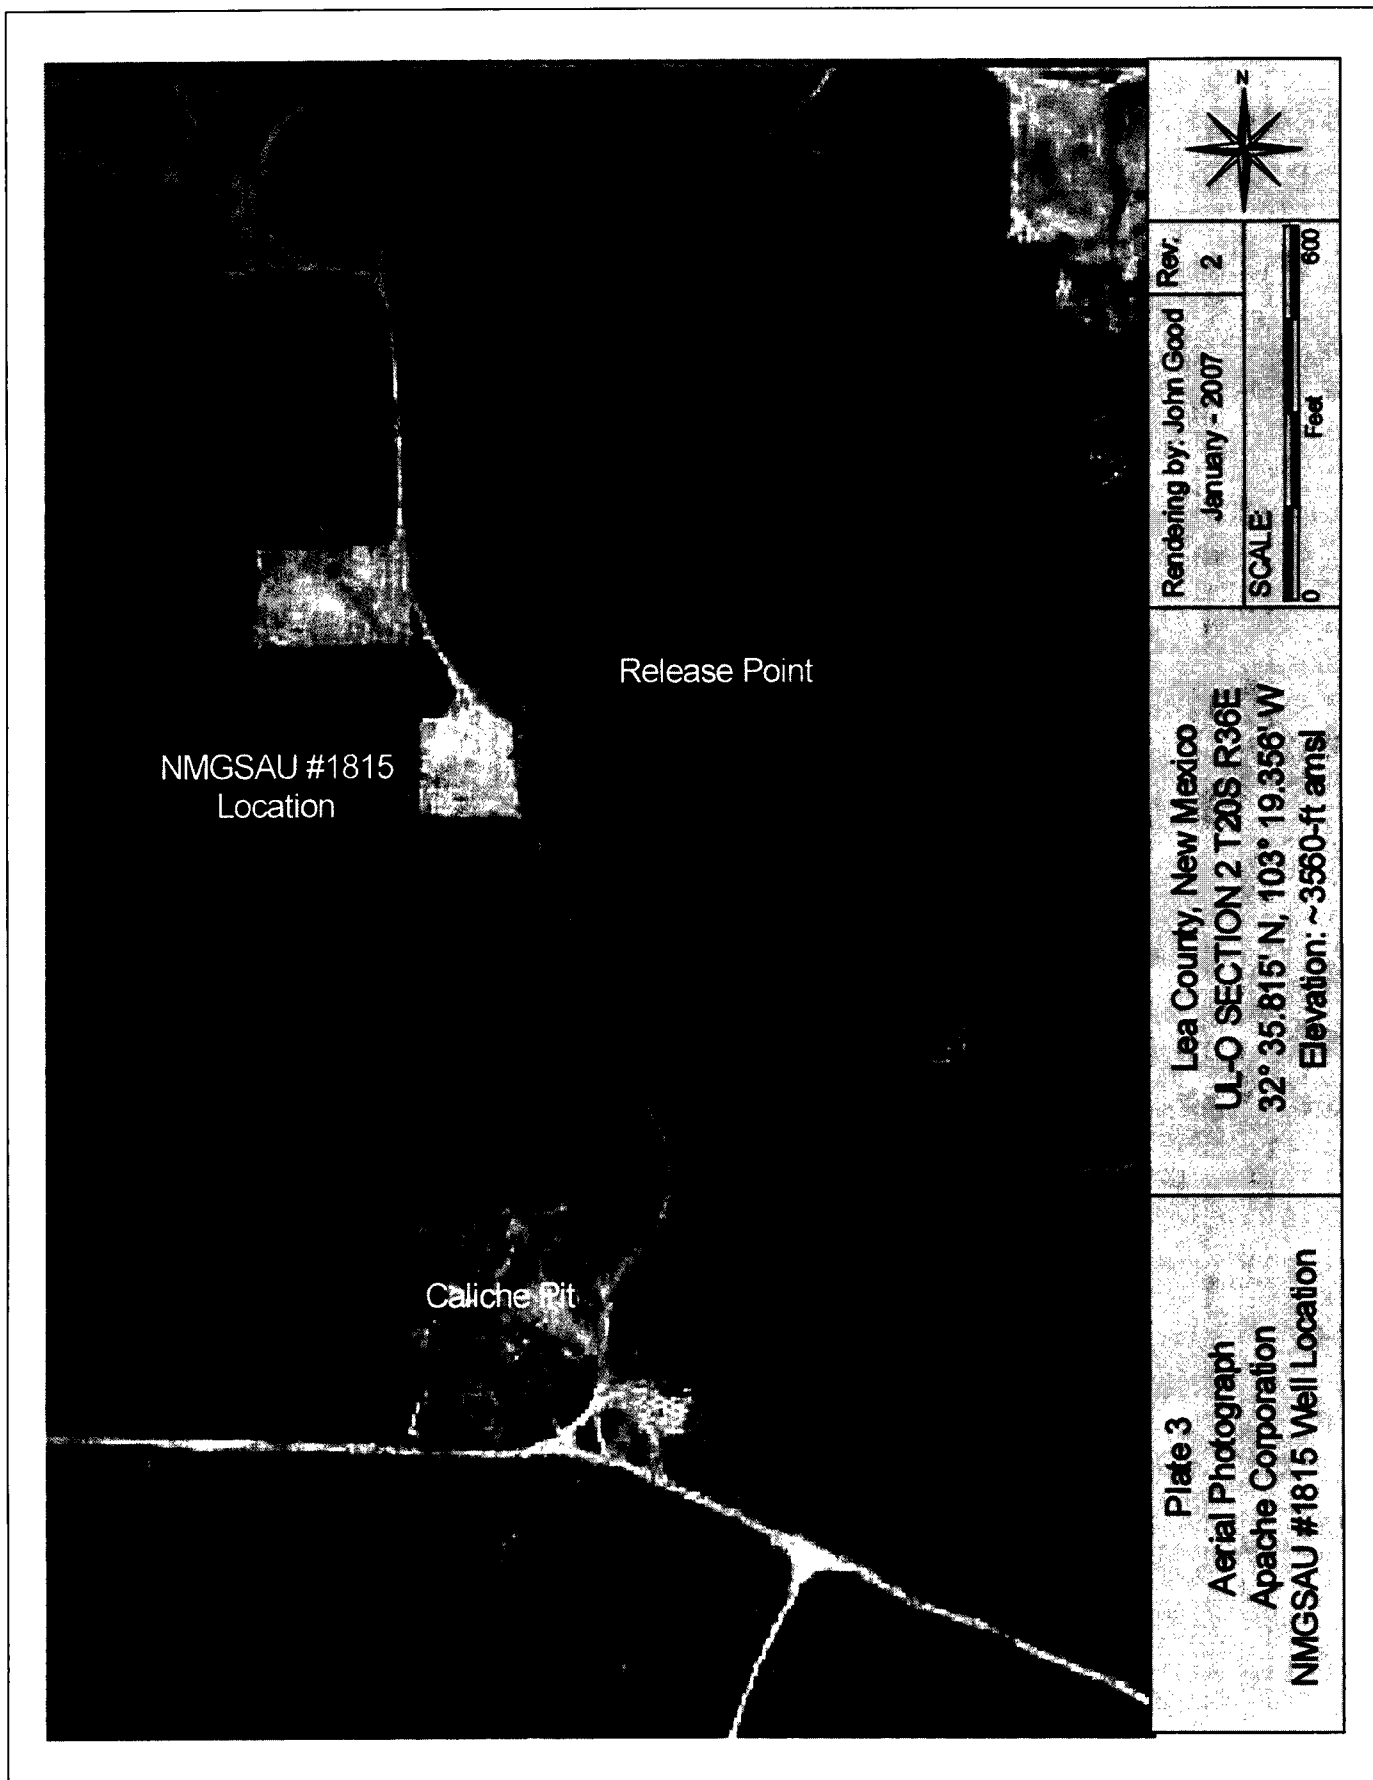 Release Point
NMGSAU #1815
Location
Caliche Pit
Plate 3
Aerial Photograph
Apache Corporation
NMGSAU #1815 Well Location
Lea County, New Mexico
UL-O SECTION 2 T20S R36E
32° 35.815' N, 103° 19.356' W
Elevation: ~3560-ft amsl
Rendering by: John Good
January - 2007
Rev:
2
SCALE:
0
Feet
600
N